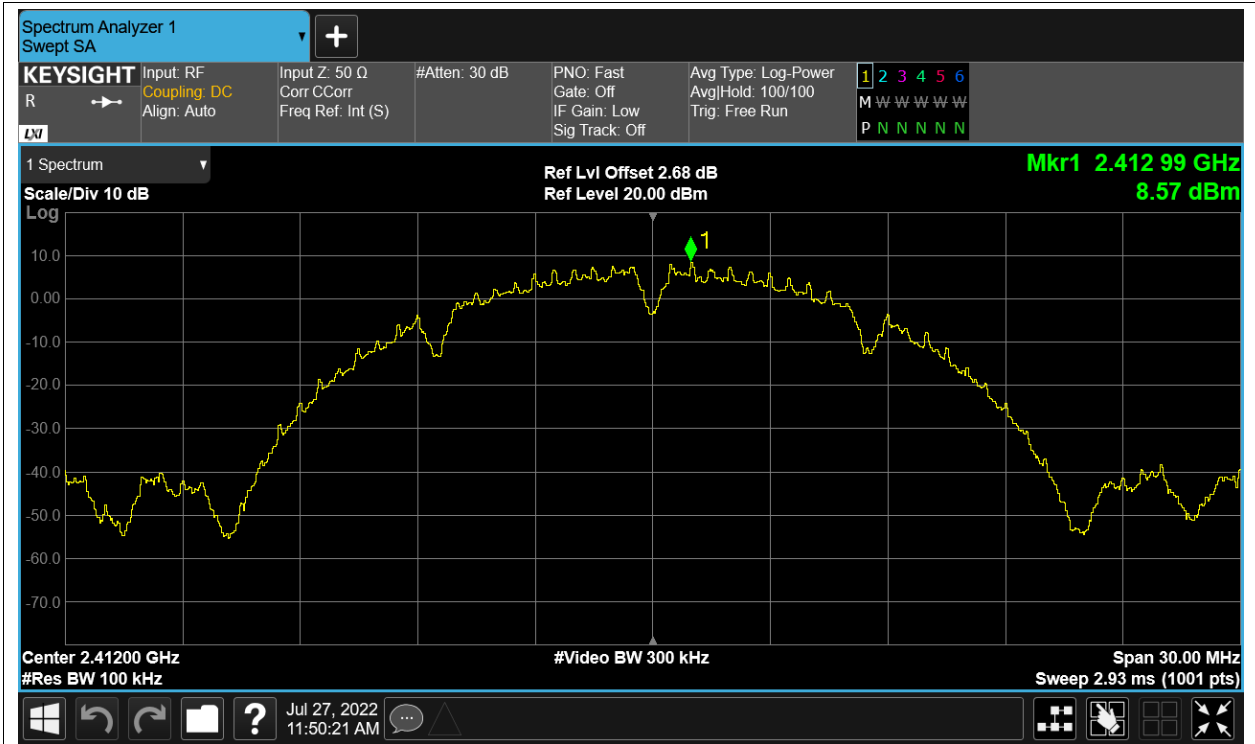 Spectrum Analyzer 1
Swept SA
+
KEYSIGHT
R
LXI
Input: RF
Coupling: DC
Align: Auto
Input Z: 50 Ω
Corr CCorr
Freq Ref: Int (S)
#Atten: 30 dB
PNO: Fast
Gate: Off
IF Gain: Low
Sig Track: Off
Avg Type: Log-Power
Avg|Hold: 100/100
Trig: Free Run
1 2 3 4 5 6
M W W W W W
P N N N N N
1 Spectrum
Scale/Div 10 dB
Log
Ref Lvl Offset 2.68 dB
Ref Level 20.00 dBm
Mkr1 2.412 99 GHz
8.57 dBm
1
10.0
0.00
-10.0
-20.0
-30.0
-40.0
-50.0
-60.0
-70.0
Center 2.41200 GHz
#Res BW 100 kHz
#Video BW 300 kHz
Span 30.00 MHz
Sweep 2.93 ms (1001 pts)
?
Jul 27, 2022
11:50:21 AM